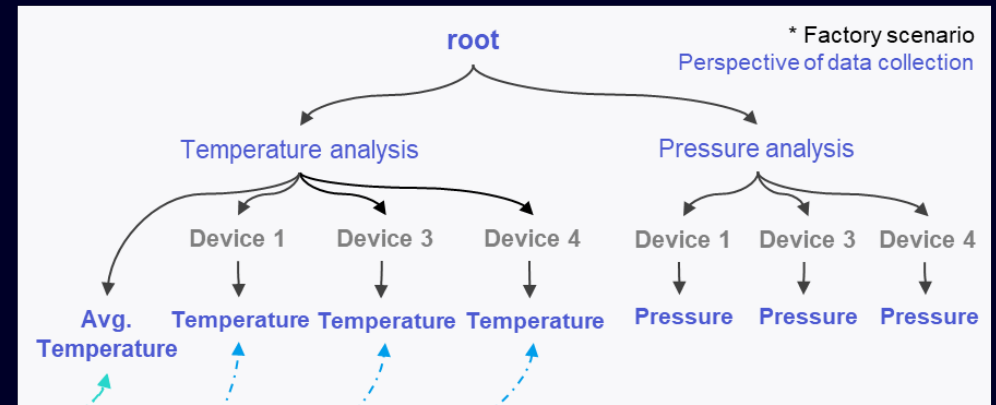 root
* Factory scenario
Perspective of data collection
Temperature analysis
Pressure analysis
Device 1
Device 3
Device 4
Device 1
Device 3
Device 4
Avg.
Temperature
Temperature
Temperature
Temperature
Pressure
Pressure
Pressure